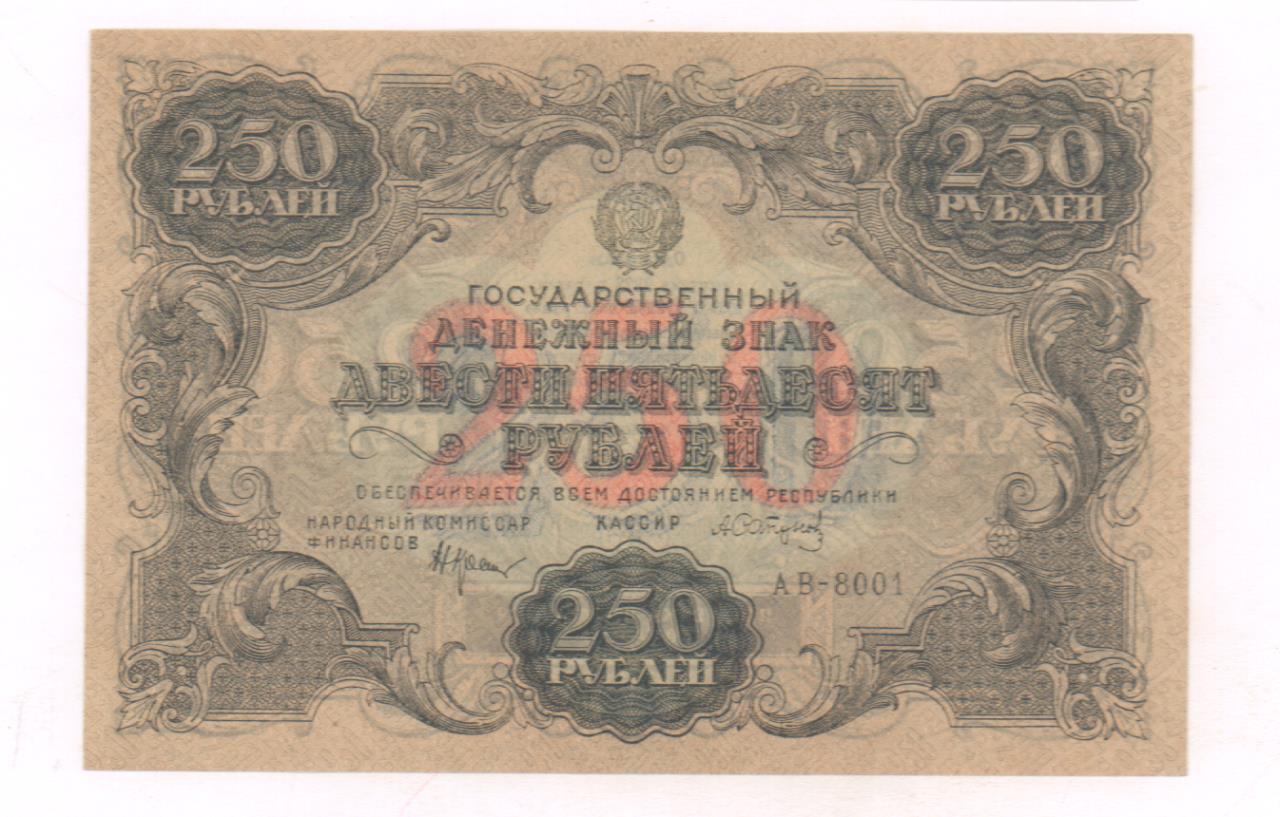 250
РУБЛЕЙ
250
РУБЛЕЙ
ГОСУДАРСТВЕННЫЙ
ДЕНЕЖНЫЙ ЗНАК
ДВЕСТИ ПЯТЬДЕСЯТ
РУБЛЕЙ
250
ОБЕСПЕЧИВАЕТСЯ ВСЕМ ДОСТОЯНИЕМ РЕСПУБЛИКИ
НАРОДНЫЙ КОМИССАР
ФИНАНСОВ
КАССИР
АВ-8001
250
РУБЛЕЙ